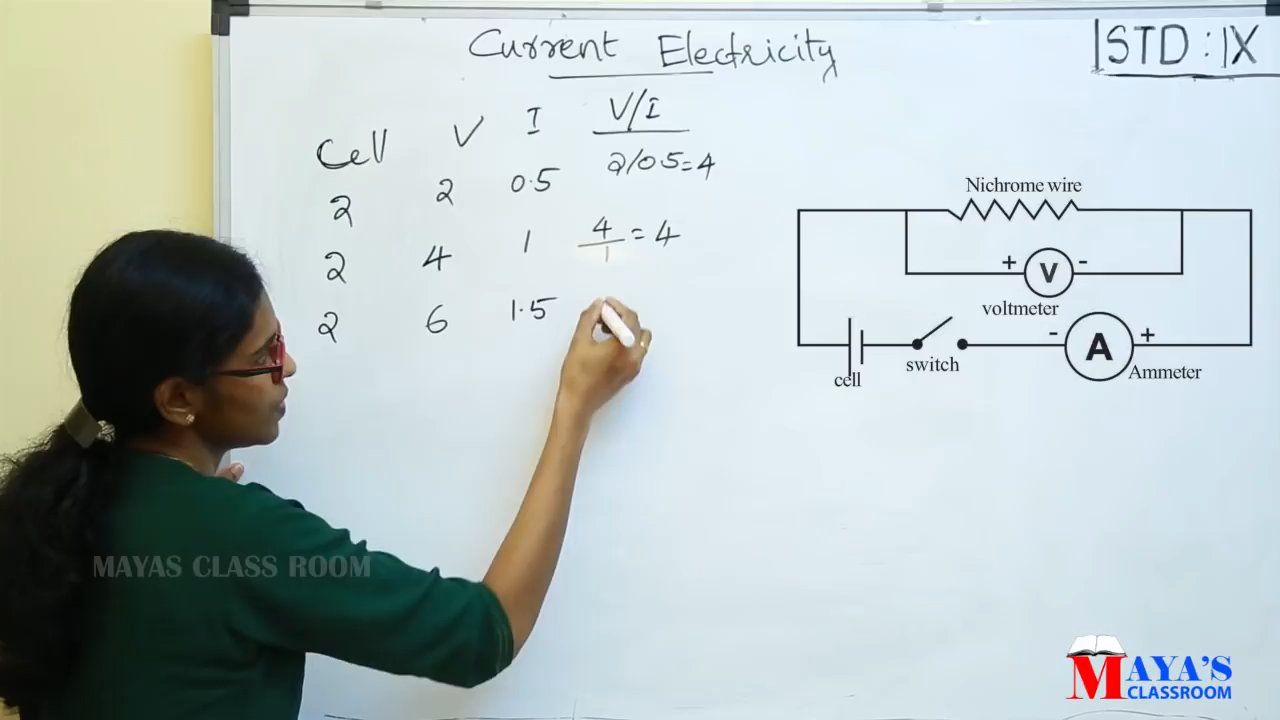 Current Electricity
|STD : IX
Cell V I V/I
2 2 0.5 2/0.5=4
2 4 1 4/1 = 4
2 6 1.5
Nichrome wire
+ V -
voltmeter
- A +
switch
Ammeter
cell
MAYAS CLASS ROOM
MAYA'S
CLASSROOM